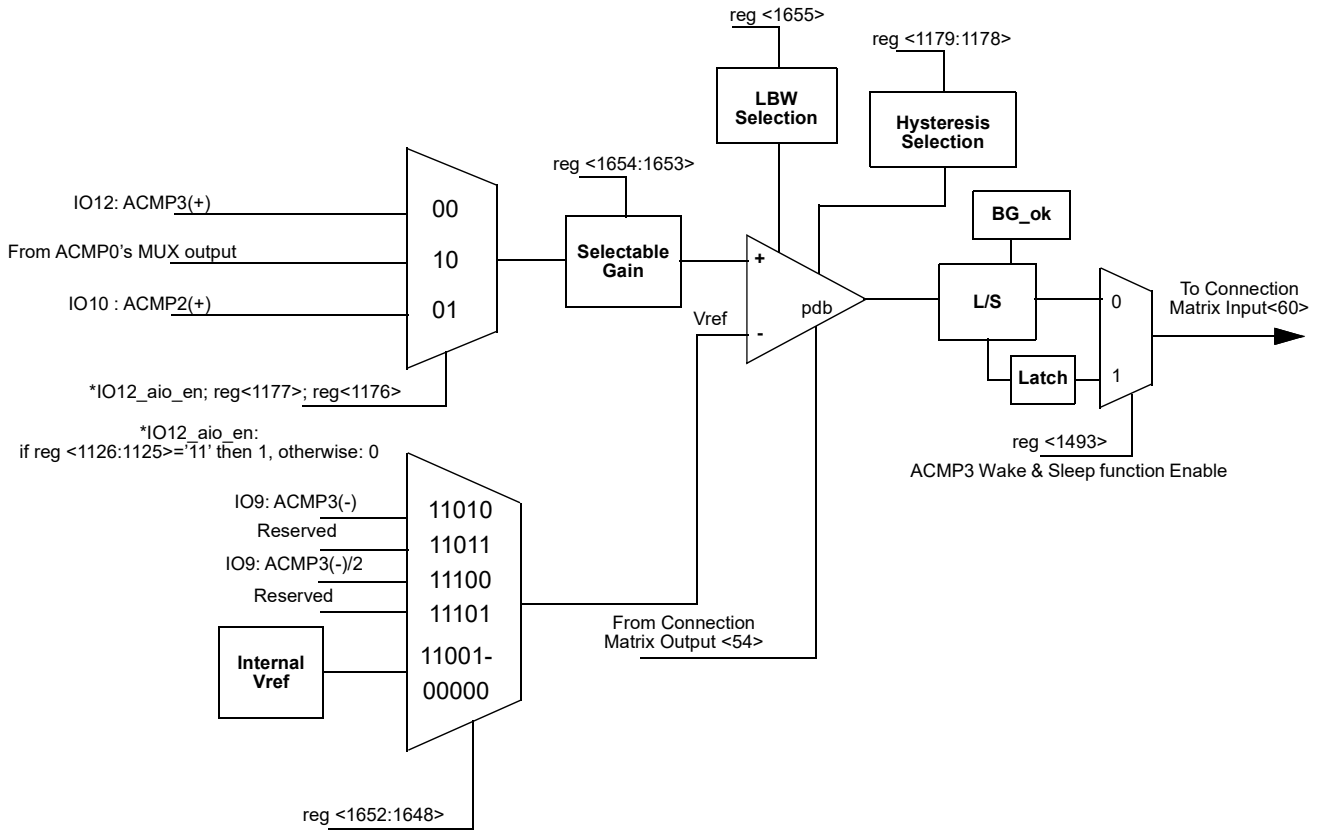 reg <1655>
reg <1179:1178>
LBW
Selection
Hysteresis
Selection
reg <1654:1653>
IO12: ACMP3(+)
00
From ACMP0's MUX output
10
IO10 : ACMP2(+)
01
Selectable
Gain
BG_ok
+
L/S
0
To Connection
Matrix Input<60>
pdb
Vref
-
Latch
1
*IO12_aio_en; reg<1177>; reg<1176>
*IO12_aio_en:
if reg <1126:1125>='11' then 1, otherwise: 0
reg <1493>
ACMP3 Wake & Sleep function Enable
IO9: ACMP3(-)
11010
Reserved
11011
IO9: ACMP3(-)/2
11100
Reserved
11101
From Connection
Matrix Output <54>
Internal
Vref
11001-
00000
reg <1652:1648>